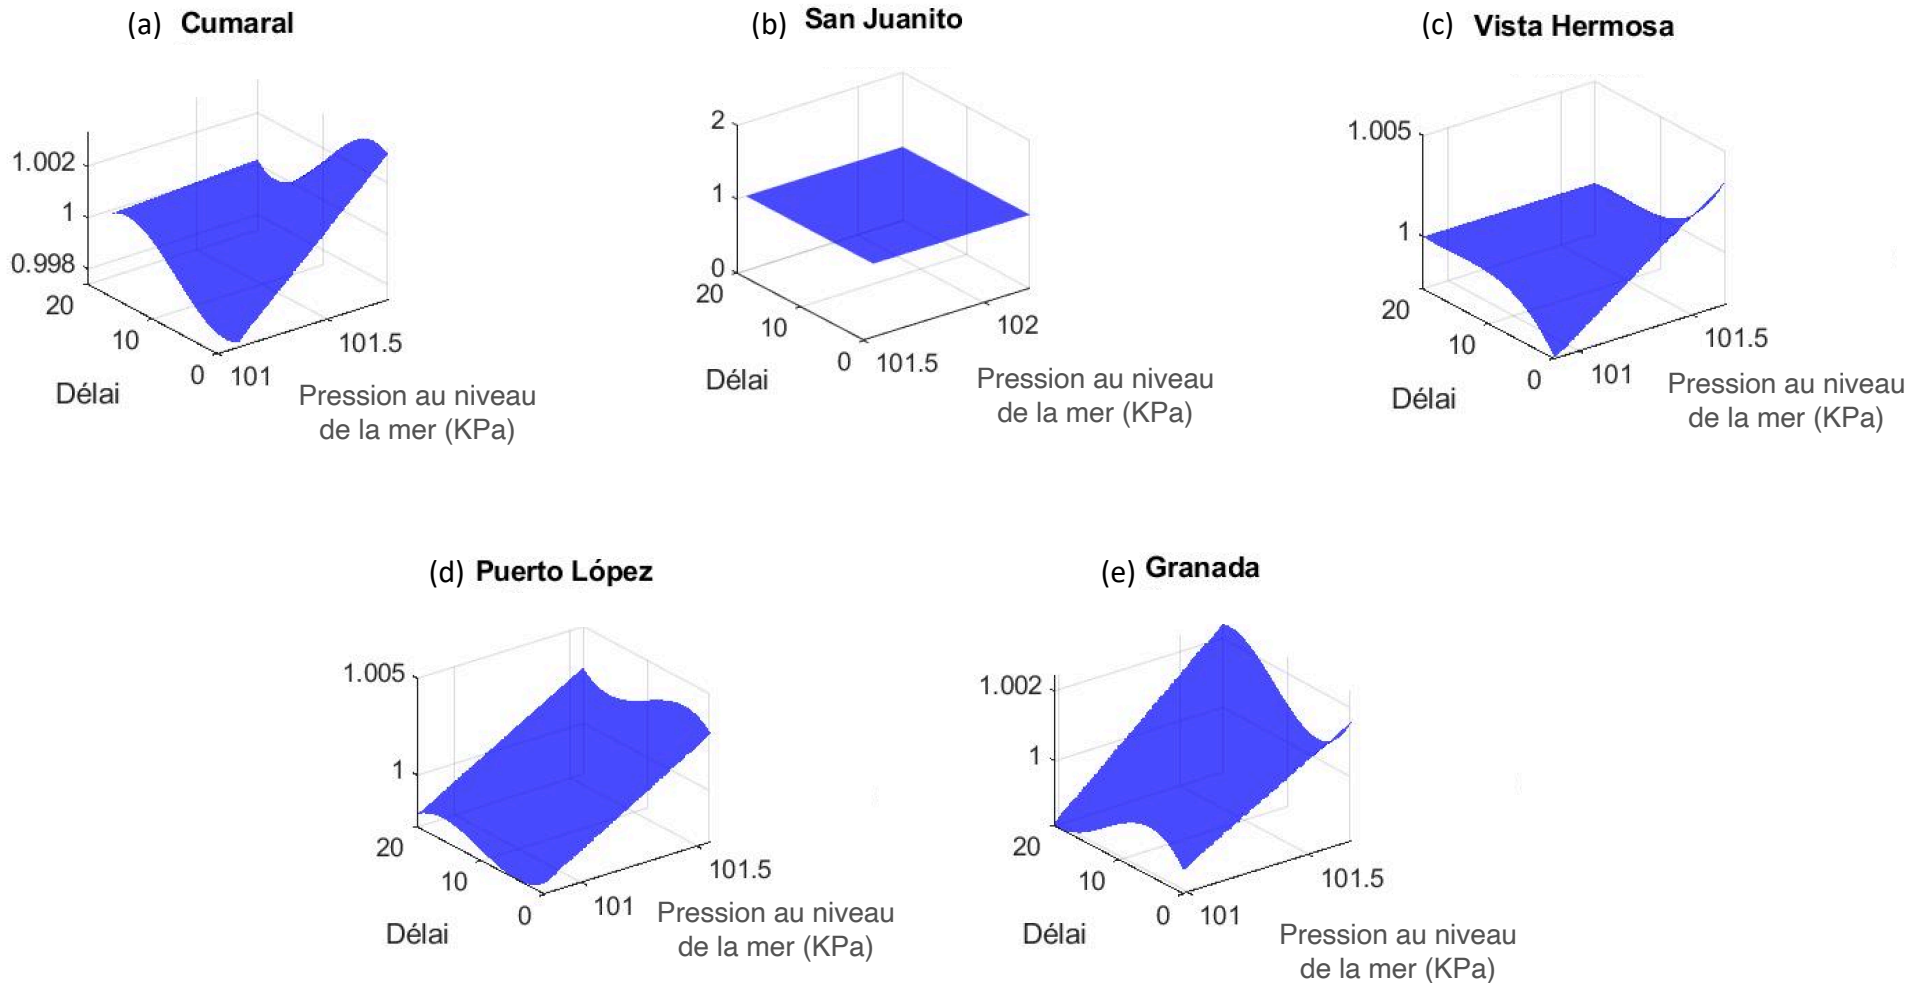 (a) Cumaral
1.002
1
0.998
20
10
0
101
101.5
Délai
Pression au niveau
de la mer (KPa)
(b) San Juanito
2
1
0
20
10
0
101.5
102
Délai
Pression au niveau
de la mer (KPa)
(c) Vista Hermosa
1.005
1
20
10
0
101
101.5
Délai
Pression au niveau
de la mer (KPa)
(d) Puerto López
1.005
1
20
10
0
101
101.5
Délai
Pression au niveau
de la mer (KPa)
(e) Granada
1.002
1
20
10
0
101
101.5
Délai
Pression au niveau
de la mer (KPa)